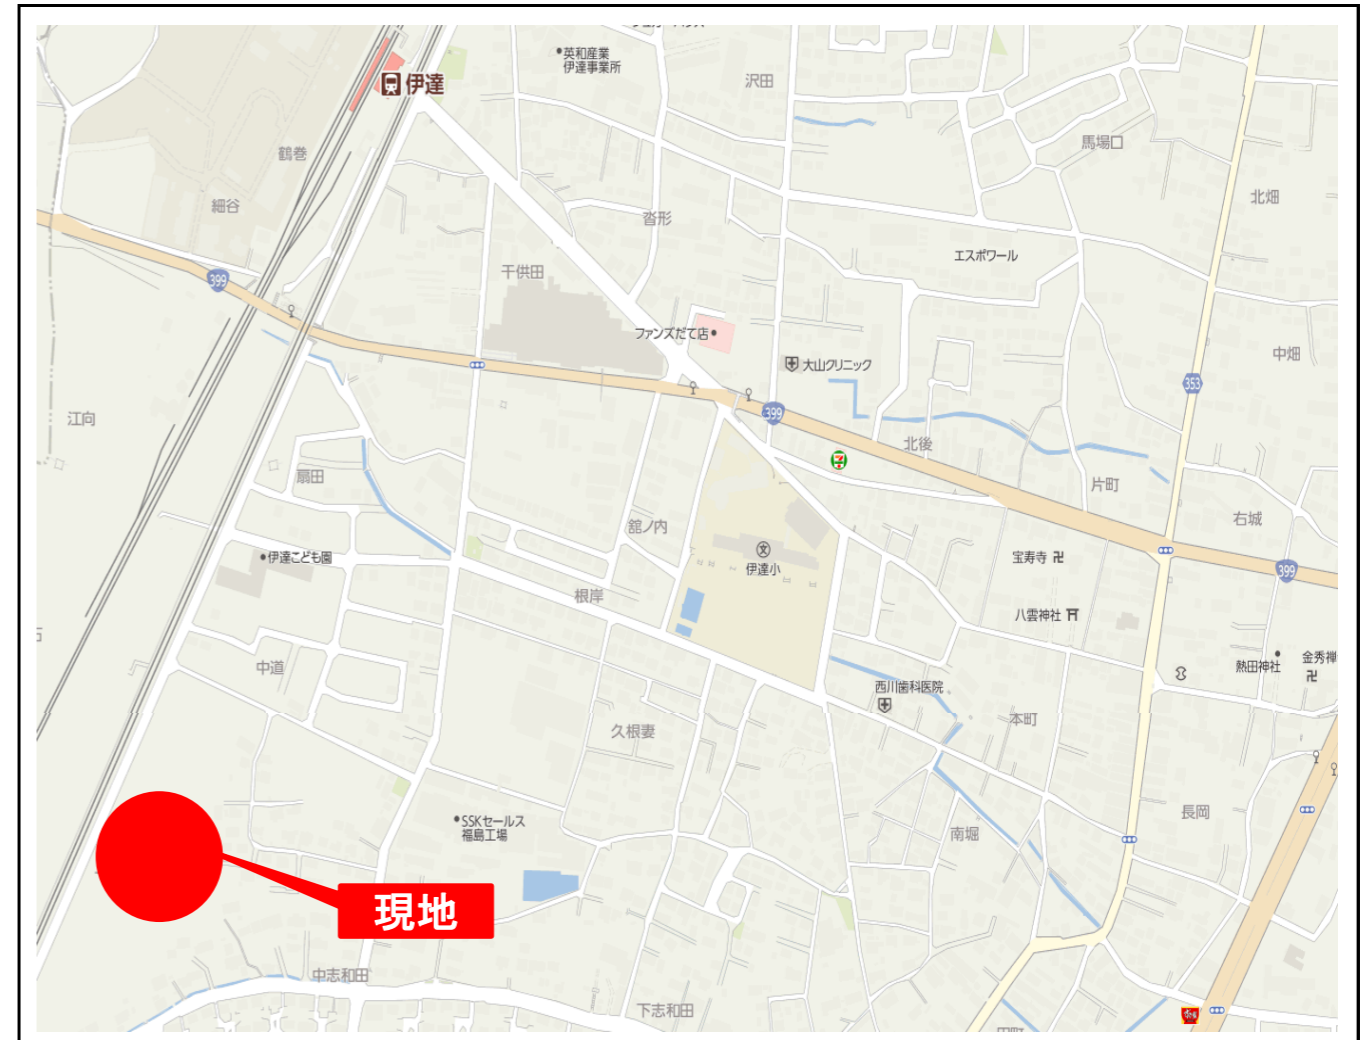 英和産業
伊達事業所
伊達
沢田
馬場口
鶴巻
北畑
細谷
沓形
エスポワール
千供田
399
ファンズだて店
大山クリニック
中畑
353
399
江向
北後
扇田
片町
右城
舘ノ内
伊達こども園
文
伊達小
宝寿寺
399
根岸
八雲神社
中道
熱田神社
金秀禅
西川歯科医院
本町
久根妻
長岡
SSKセールス
福島工場
南堀
現地
中志和田
下志和田